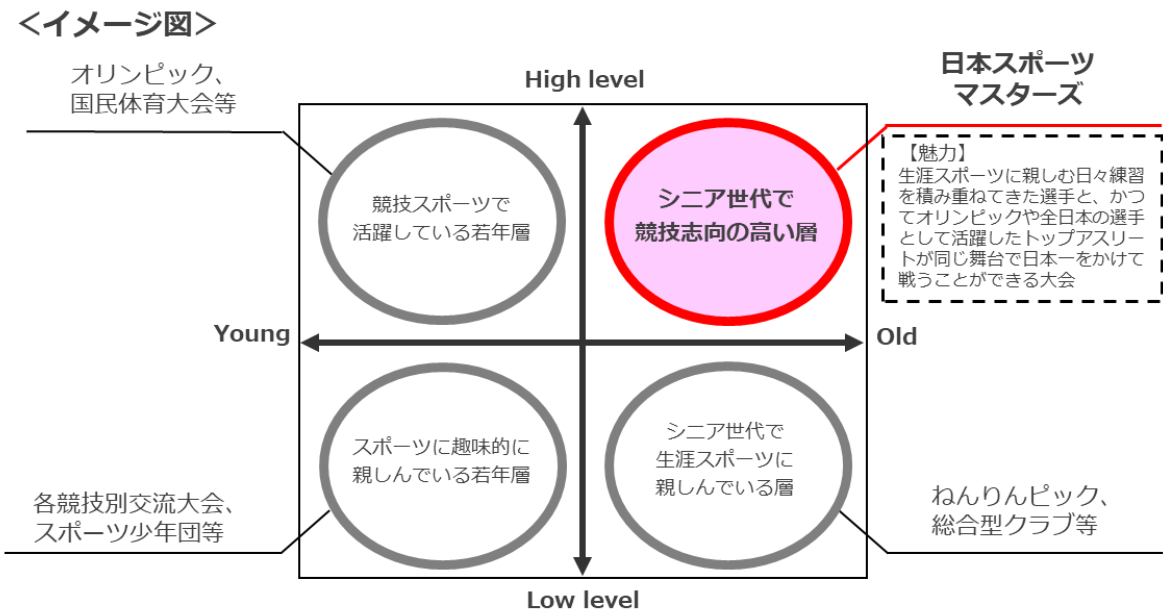 ＜イメージ図＞
オリンピック、
国民体育大会等
High level
日本スポーツ
マスターズ
競技スポーツで
活躍している若年層
シニア世代で
競技志向の高い層
【魅力】
生涯スポーツに親しむ日々練習
を積み重ねてきた選手と、かつ
てオリンピックや全日本の選手
として活躍したトップアスリー
トが同じ舞台で日本一をかけて
戦うことができる大会
Young
Old
スポーツに趣味的に
親しんでいる若年層
シニア世代で
生涯スポーツに
親しんでいる層
各競技別交流大会、
スポーツ少年団等
ねんりんピック、
総合型クラブ等
Low level